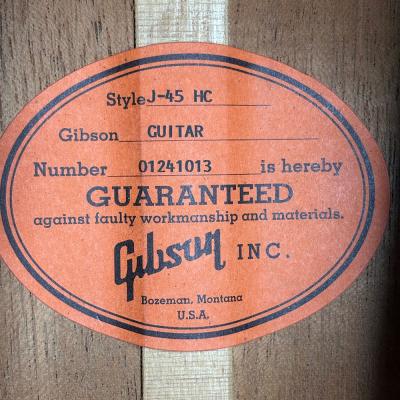 Style J-45 HC
Gibson GUITAR
Number 01241013 is hereby
GUARANTEED
against faulty workmanship and materials.
Gibson INC.
Bozeman, Montana
U.S.A.